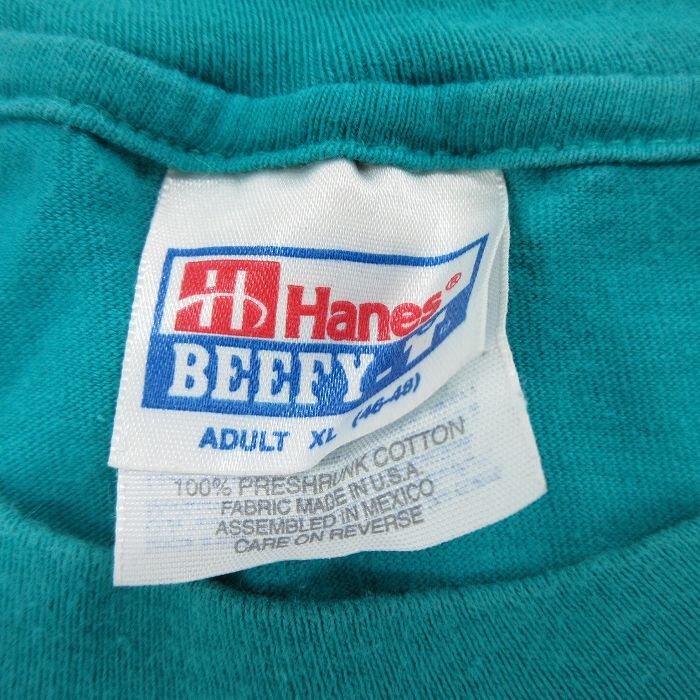 Hanes®
BEEFY-T
ADULT XL (46-48)
100% PRESHRUNK COTTON
FABRIC MADE IN U.S.A.
ASSEMBLED IN MEXICO
CARE ON REVERSE